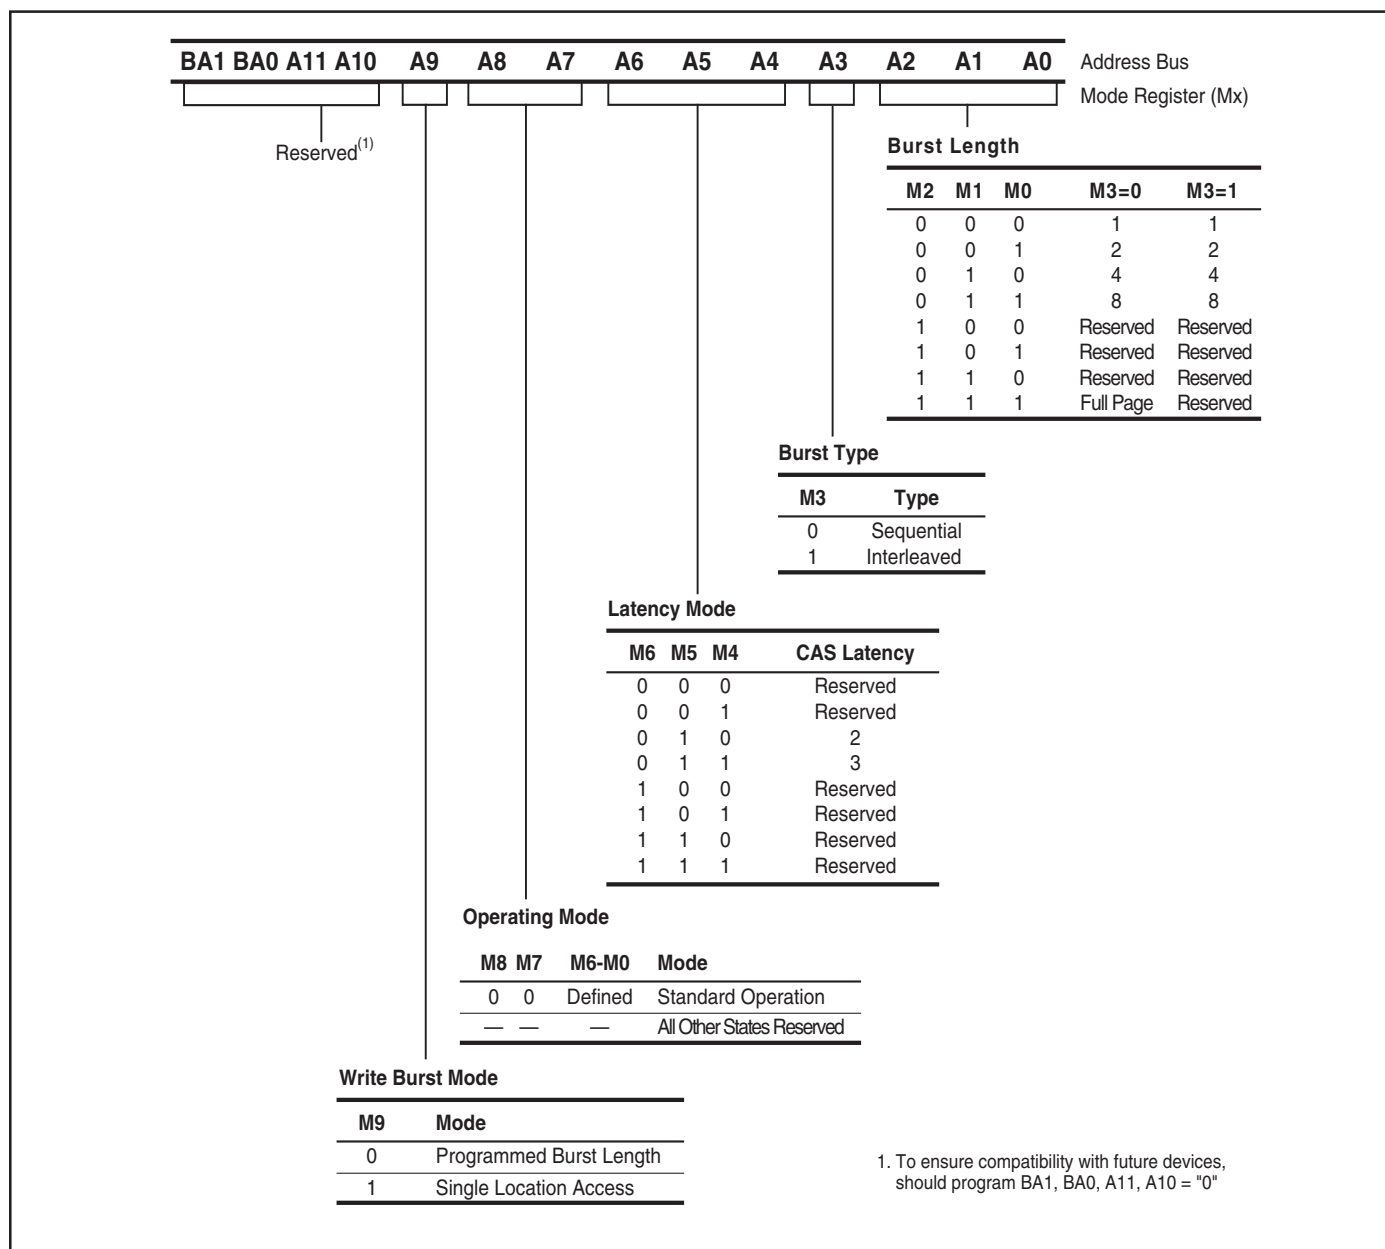 BA1 BA0 A11 A10 A9 A8 A7 A6 A5 A4 A3 A2 A1 A0 Address Bus
Mode Register (Mx)
Reserved(1)
Burst Length
M2 M1 M0 M3=0 M3=1
0 0 0 1 1
0 0 1 2 2
0 1 0 4 4
0 1 1 8 8
1 0 0 Reserved Reserved
1 0 1 Reserved Reserved
1 1 0 Reserved Reserved
1 1 1 Full Page Reserved
Burst Type
M3 Type
0 Sequential
1 Interleaved
Latency Mode
M6 M5 M4 CAS Latency
0 0 0 Reserved
0 0 1 Reserved
0 1 0 2
0 1 1 3
1 0 0 Reserved
1 0 1 Reserved
1 1 0 Reserved
1 1 1 Reserved
Operating Mode
M8 M7 M6-M0 Mode
0 0 Defined Standard Operation
— — — All Other States Reserved
Write Burst Mode
M9 Mode
0 Programmed Burst Length
1 Single Location Access
1. To ensure compatibility with future devices,
should program BA1, BA0, A11, A10 = "0"